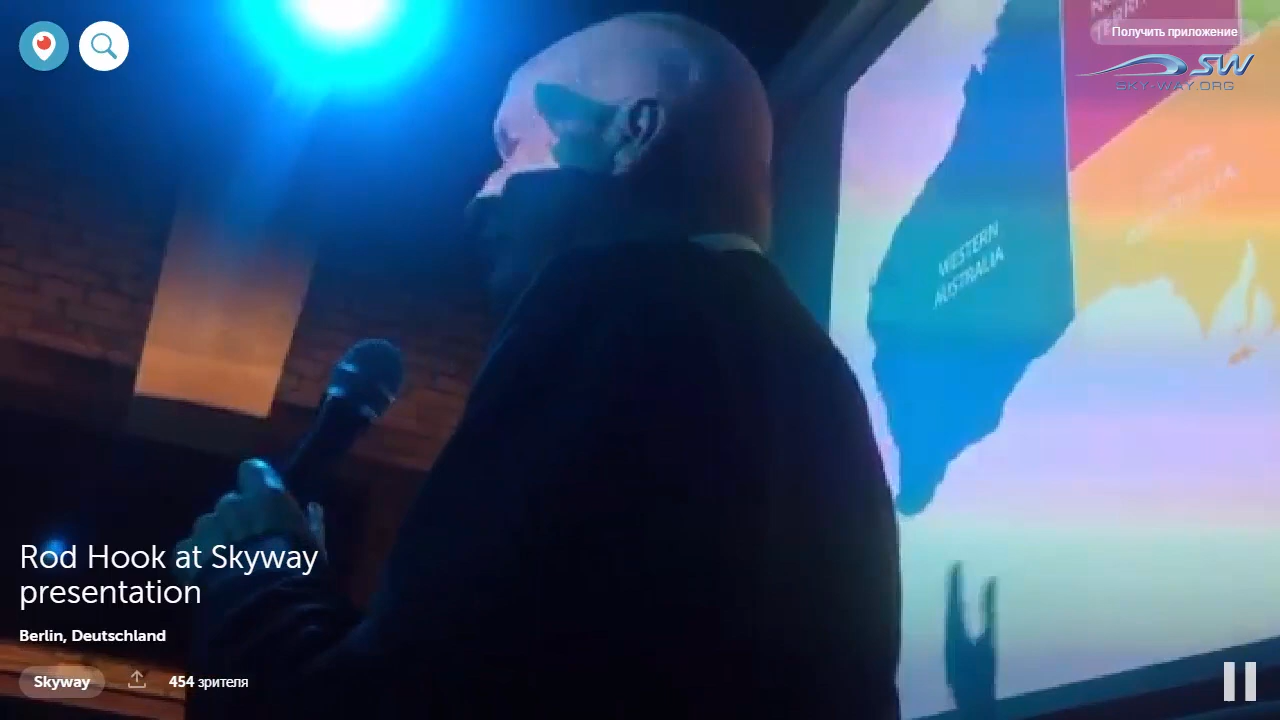 Получить приложение
SW
SKY-WAY.ORG
WESTERN
AUSTRALIA
Rod Hook at Skyway
presentation
Berlin, Deutschland
Skyway
454 зрителя